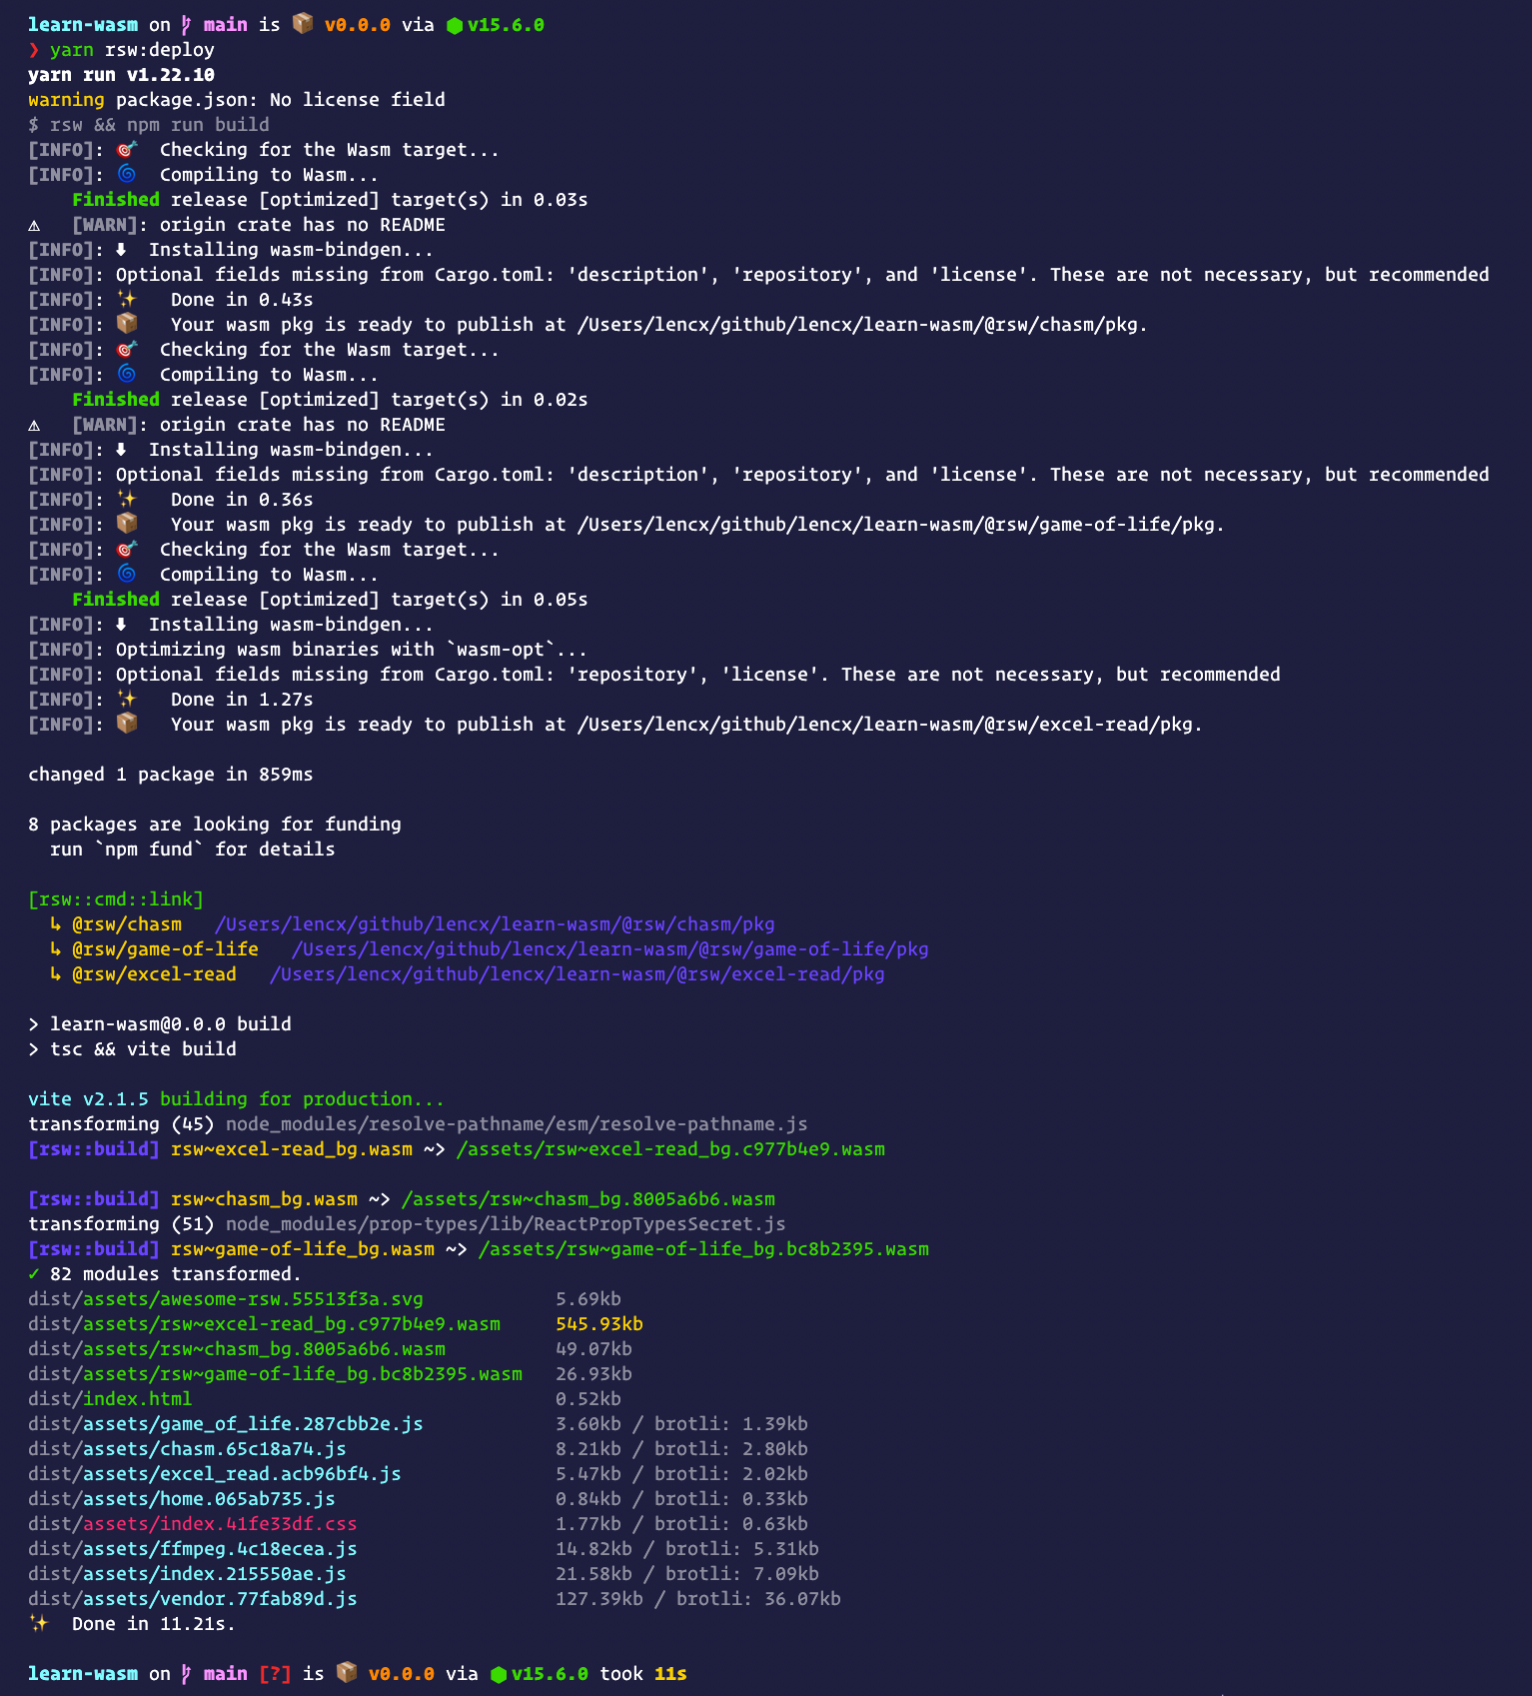 learn-wasm on main is 📦 v0.0.0 via ⬢ v15.6.0
❯ yarn rsw:deploy
yarn run v1.22.10
warning package.json: No license field
$ rsw && npm run build
[INFO]: 🎯  Checking for the Wasm target...
[INFO]: 🌀  Compiling to Wasm...
    Finished release [optimized] target(s) in 0.03s
⚠   [WARN]: origin crate has no README
[INFO]: ⬇  Installing wasm-bindgen...
[INFO]: Optional fields missing from Cargo.toml: 'description', 'repository', and 'license'. These are not necessary, but recommended
[INFO]: ✨   Done in 0.43s
[INFO]: 📦   Your wasm pkg is ready to publish at /Users/lencx/github/lencx/learn-wasm/@rsw/chasm/pkg.
[INFO]: 🎯  Checking for the Wasm target...
[INFO]: 🌀  Compiling to Wasm...
    Finished release [optimized] target(s) in 0.02s
⚠   [WARN]: origin crate has no README
[INFO]: ⬇  Installing wasm-bindgen...
[INFO]: Optional fields missing from Cargo.toml: 'description', 'repository', and 'license'. These are not necessary, but recommended
[INFO]: ✨   Done in 0.36s
[INFO]: 📦   Your wasm pkg is ready to publish at /Users/lencx/github/lencx/learn-wasm/@rsw/game-of-life/pkg.
[INFO]: 🎯  Checking for the Wasm target...
[INFO]: 🌀  Compiling to Wasm...
    Finished release [optimized] target(s) in 0.05s
[INFO]: ⬇  Installing wasm-bindgen...
[INFO]: Optimizing wasm binaries with `wasm-opt`...
[INFO]: Optional fields missing from Cargo.toml: 'repository', 'license'. These are not necessary, but recommended
[INFO]: ✨   Done in 1.27s
[INFO]: 📦   Your wasm pkg is ready to publish at /Users/lencx/github/lencx/learn-wasm/@rsw/excel-read/pkg.
changed 1 package in 859ms
8 packages are looking for funding
  run `npm fund` for details
[rsw::cmd::link]
  ↳ @rsw/chasm   /Users/lencx/github/lencx/learn-wasm/@rsw/chasm/pkg
  ↳ @rsw/game-of-life   /Users/lencx/github/lencx/learn-wasm/@rsw/game-of-life/pkg
  ↳ @rsw/excel-read   /Users/lencx/github/lencx/learn-wasm/@rsw/excel-read/pkg
> learn-wasm@0.0.0 build
> tsc && vite build
vite v2.1.5 building for production...
transforming (45) node_modules/resolve-pathname/esm/resolve-pathname.js
[rsw::build] rsw~excel-read_bg.wasm ~> /assets/rsw~excel-read_bg.c977b4e9.wasm
[rsw::build] rsw~chasm_bg.wasm ~> /assets/rsw~chasm_bg.8005a6b6.wasm
transforming (51) node_modules/prop-types/lib/ReactPropTypesSecret.js
[rsw::build] rsw~game-of-life_bg.wasm ~> /assets/rsw~game-of-life_bg.bc8b2395.wasm
✓ 82 modules transformed.
dist/assets/awesome-rsw.55513f3a.svg            5.69kb
dist/assets/rsw~excel-read_bg.c977b4e9.wasm     545.93kb
dist/assets/rsw~chasm_bg.8005a6b6.wasm          49.07kb
dist/assets/rsw~game-of-life_bg.bc8b2395.wasm   26.93kb
dist/index.html                                 0.52kb
dist/assets/game_of_life.287cbb2e.js            3.60kb / brotli: 1.39kb
dist/assets/chasm.65c18a74.js                   8.21kb / brotli: 2.80kb
dist/assets/excel_read.acb96bf4.js              5.47kb / brotli: 2.02kb
dist/assets/home.065ab735.js                    0.84kb / brotli: 0.33kb
dist/assets/index.41fe33df.css                  1.77kb / brotli: 0.63kb
dist/assets/ffmpeg.4c18ecea.js                  14.82kb / brotli: 5.31kb
dist/assets/index.215550ae.js                   21.58kb / brotli: 7.09kb
dist/assets/vendor.77fab89d.js                  127.39kb / brotli: 36.07kb
✨  Done in 11.21s.
learn-wasm on main [?] is 📦 v0.0.0 via ⬢ v15.6.0 took 11s